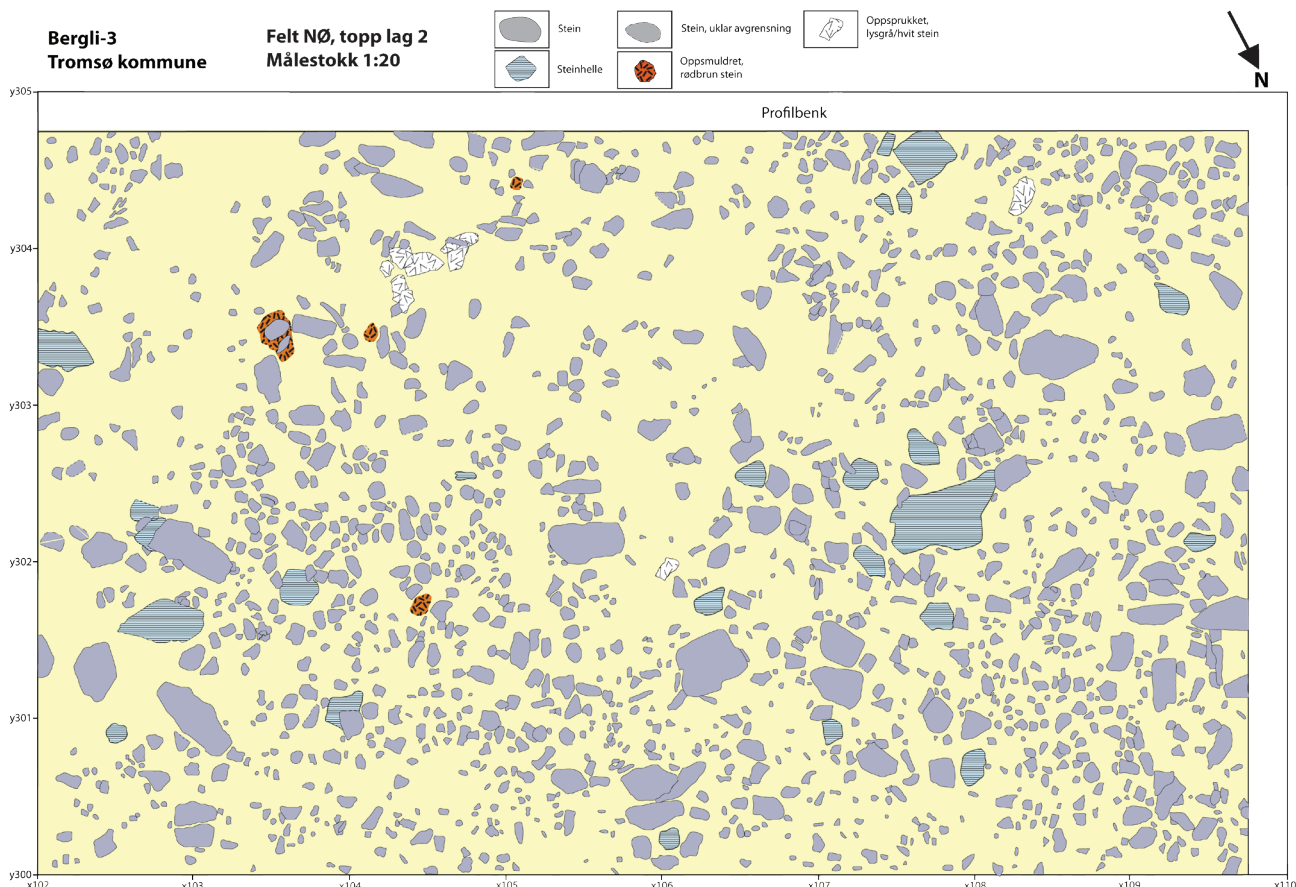 Bergli-3
Tromsø kommune
Felt NØ, topp lag 2
Målestokk 1:20
Stein
Stein, uklar avgrensning
Oppsprukket,
lysgrå/hvit stein
Steinhelle
Oppsmuldret,
rødbrun stein
N
Profilbenk
y305
y304
y303
y302
y301
y300
x102
x103
x104
x105
x106
x107
x108
x109
x110